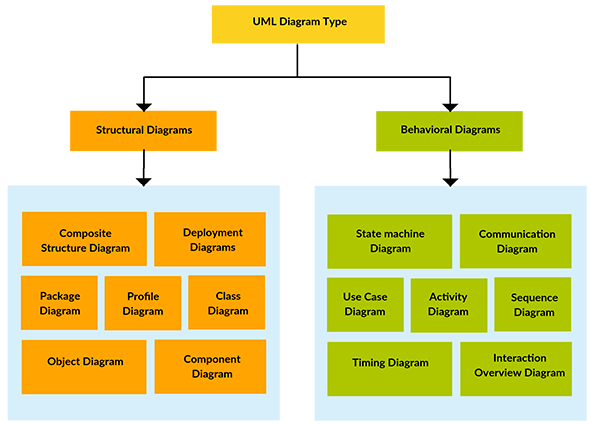 UML Diagram Type
Structural Diagrams
Behavioral Diagrams
Composite
Structure Diagram
Deployment
Diagrams
Package
Diagram
Profile
Diagram
Class
Diagram
Object Diagram
Component
Diagram
State machine
Diagram
Communication
Diagram
Use Case
Diagram
Activity
Diagram
Sequence
Diagram
Timing Diagram
Interaction
Overview Diagram